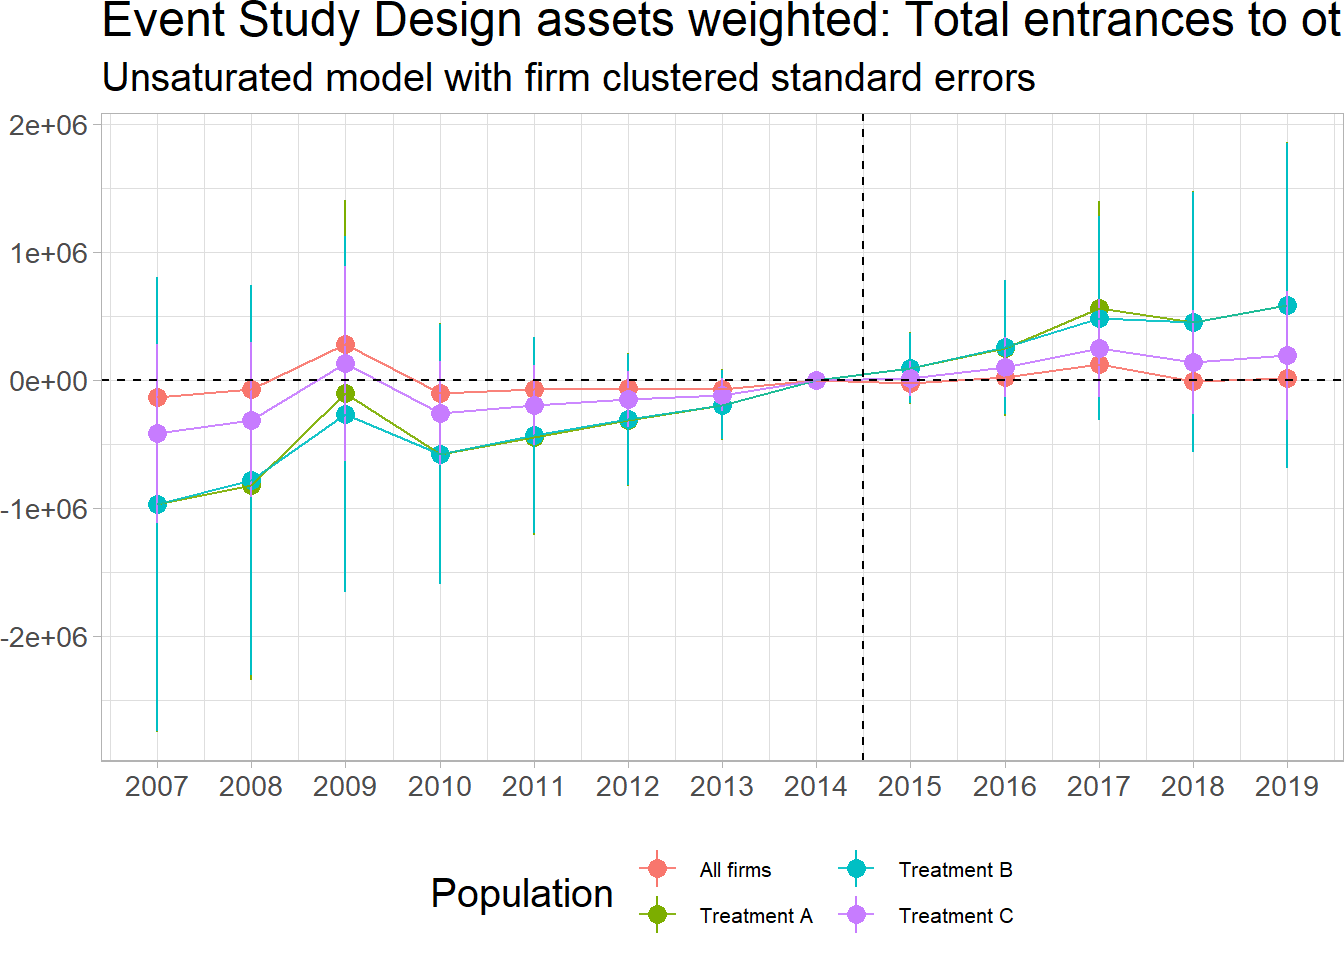 Event Study Design assets weighted: Total entrances to ot
Unsaturated model with firm clustered standard errors
2e+06
1e+06
0e+00
-1e+06
-2e+06
2007 2008 2009 2010 2011 2012 2013 2014 2015 2016 2017 2018 2019
Population
All firms
Treatment A
Treatment B
Treatment C